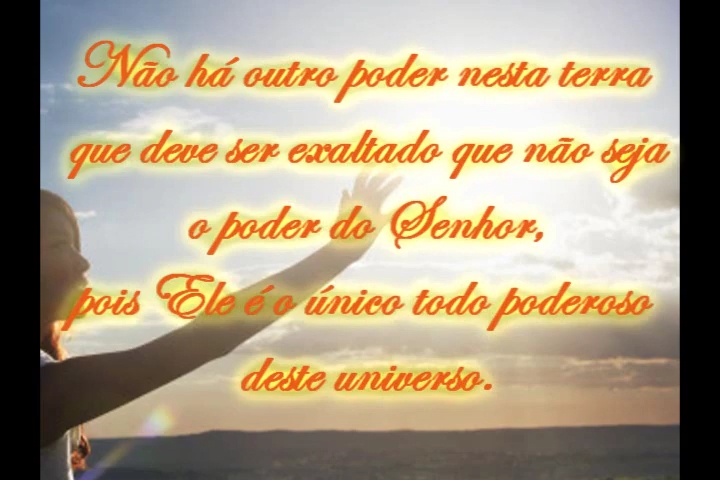 Não há outro poder nesta terra
que deve ser exaltado que não seja
o poder do Senhor,
pois Ele é o único todo poderoso
deste universo.